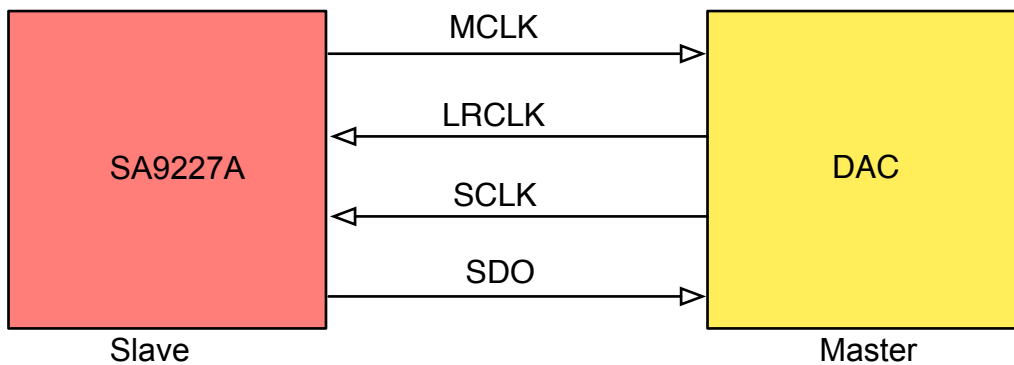 MCLK
LRCLK
SA9227A
DAC
SCLK
SDO
Slave
Master